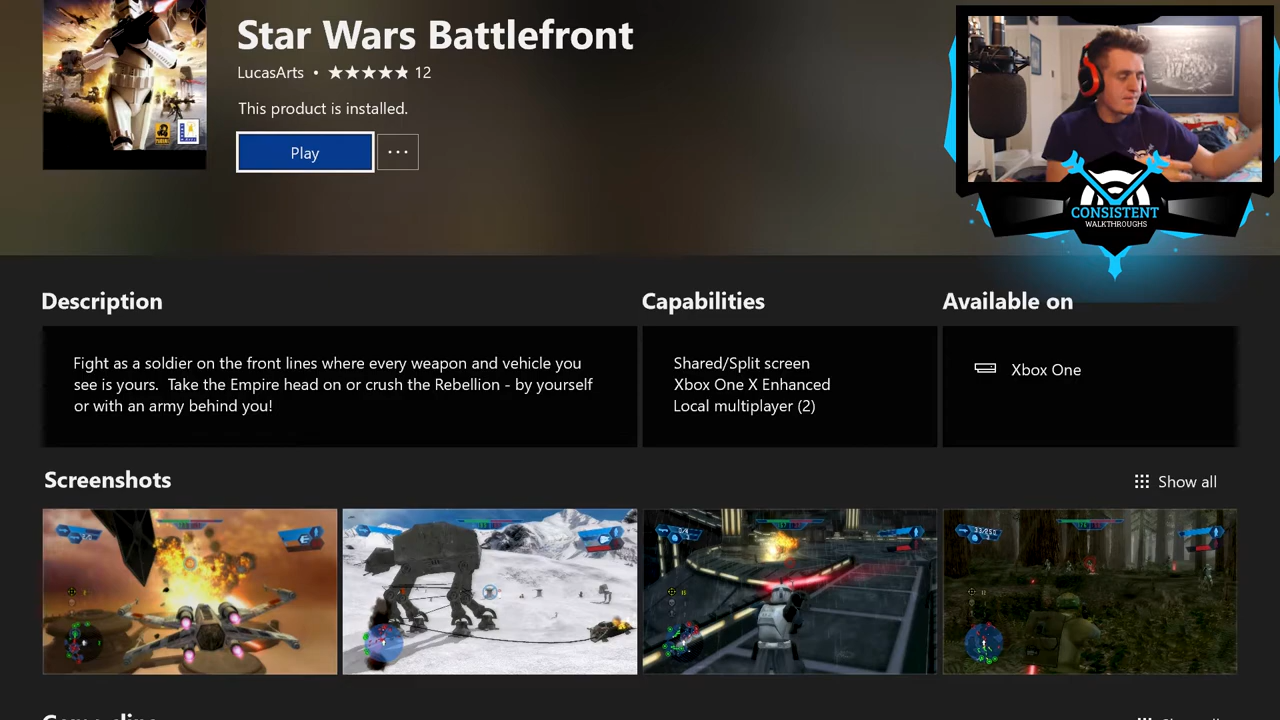 Star Wars Battlefront
LucasArts • ★★★★★ 12
This product is installed.
Play
CONSISTENT
WALKTHROUGHS
Description
Capabilities
Available on
Fight as a soldier on the front lines where every weapon and vehicle you
see is yours.  Take the Empire head on or crush the Rebellion - by yourself
or with an army behind you!
Shared/Split screen
Xbox One X Enhanced
Local multiplayer (2)
Xbox One
Screenshots
Show all